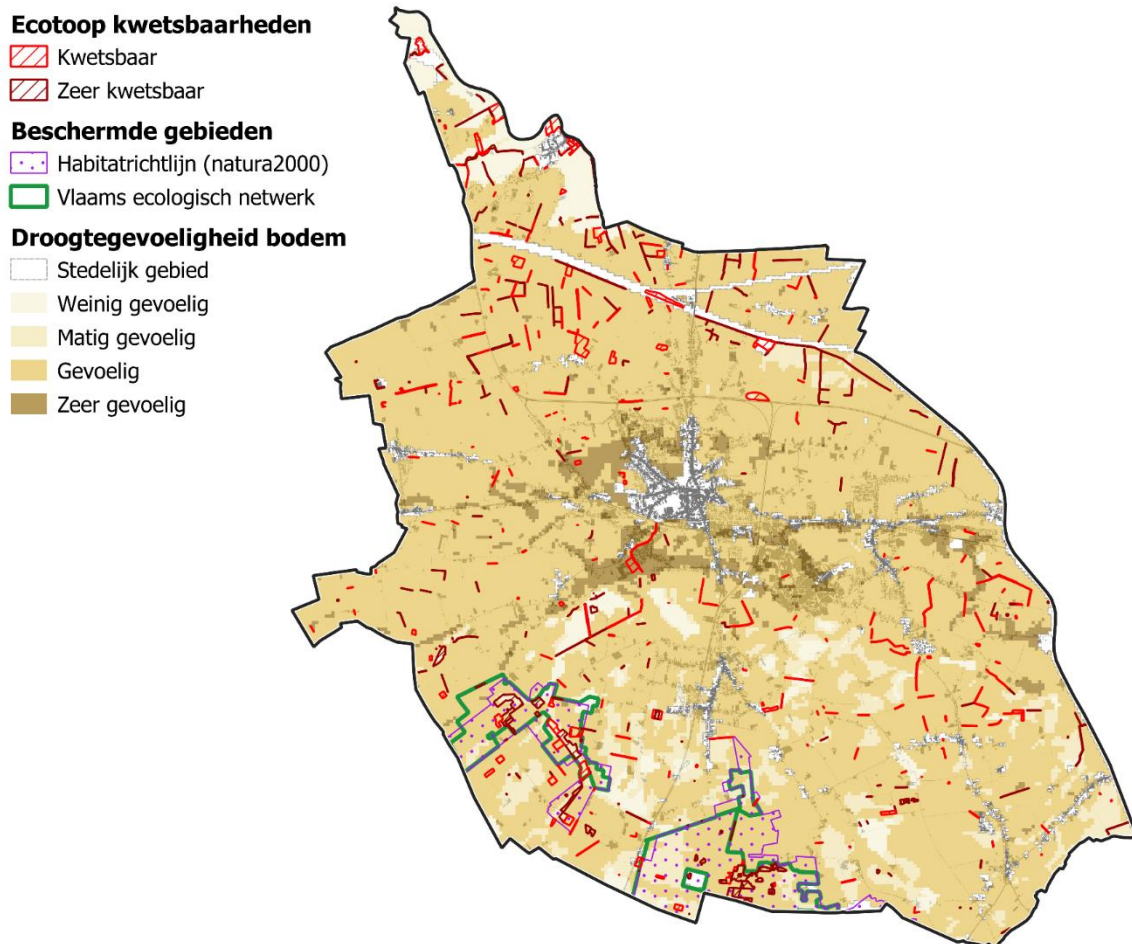 Ecotoop kwetsbaarheden
Kwetsbaar
Zeer kwetsbaar
Beschermde gebieden
Habitatrichtlijn (natura2000)
Vlaams ecologisch netwerk
Droogtegevoeligheid bodem
Stedelijk gebied
Weinig gevoelig
Matig gevoelig
Gevoelig
Zeer gevoelig